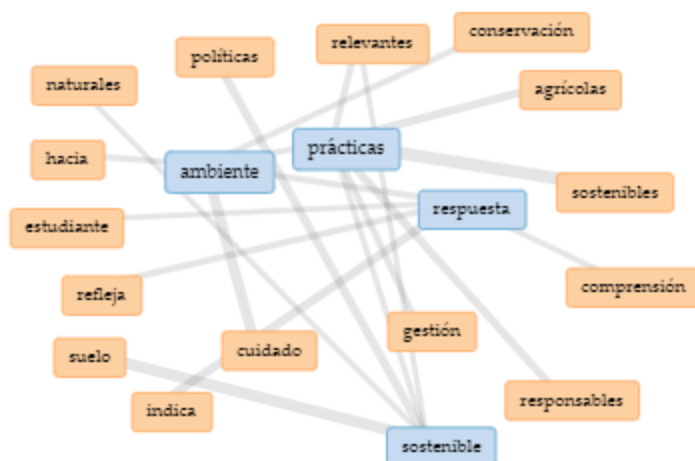 conservación
relevantes
políticas
naturales
agrícolas
prácticas
hacia
ambiente
sostenibles
respuesta
estudiante
refleja
comprensión
gestión
cuidado
suelo
responsables
indica
sostenible